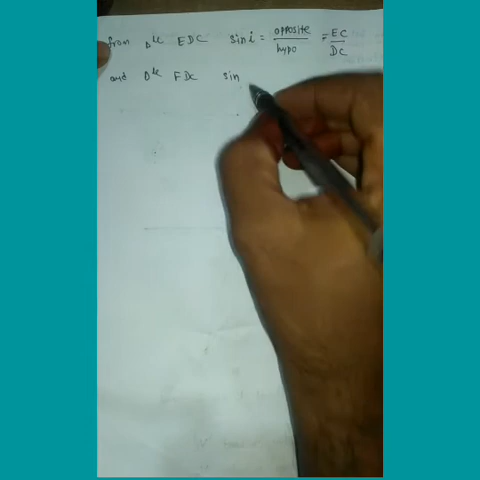 from Δle EDC sin i = opposite/hypo = EC/DC
and Δle FDC sin